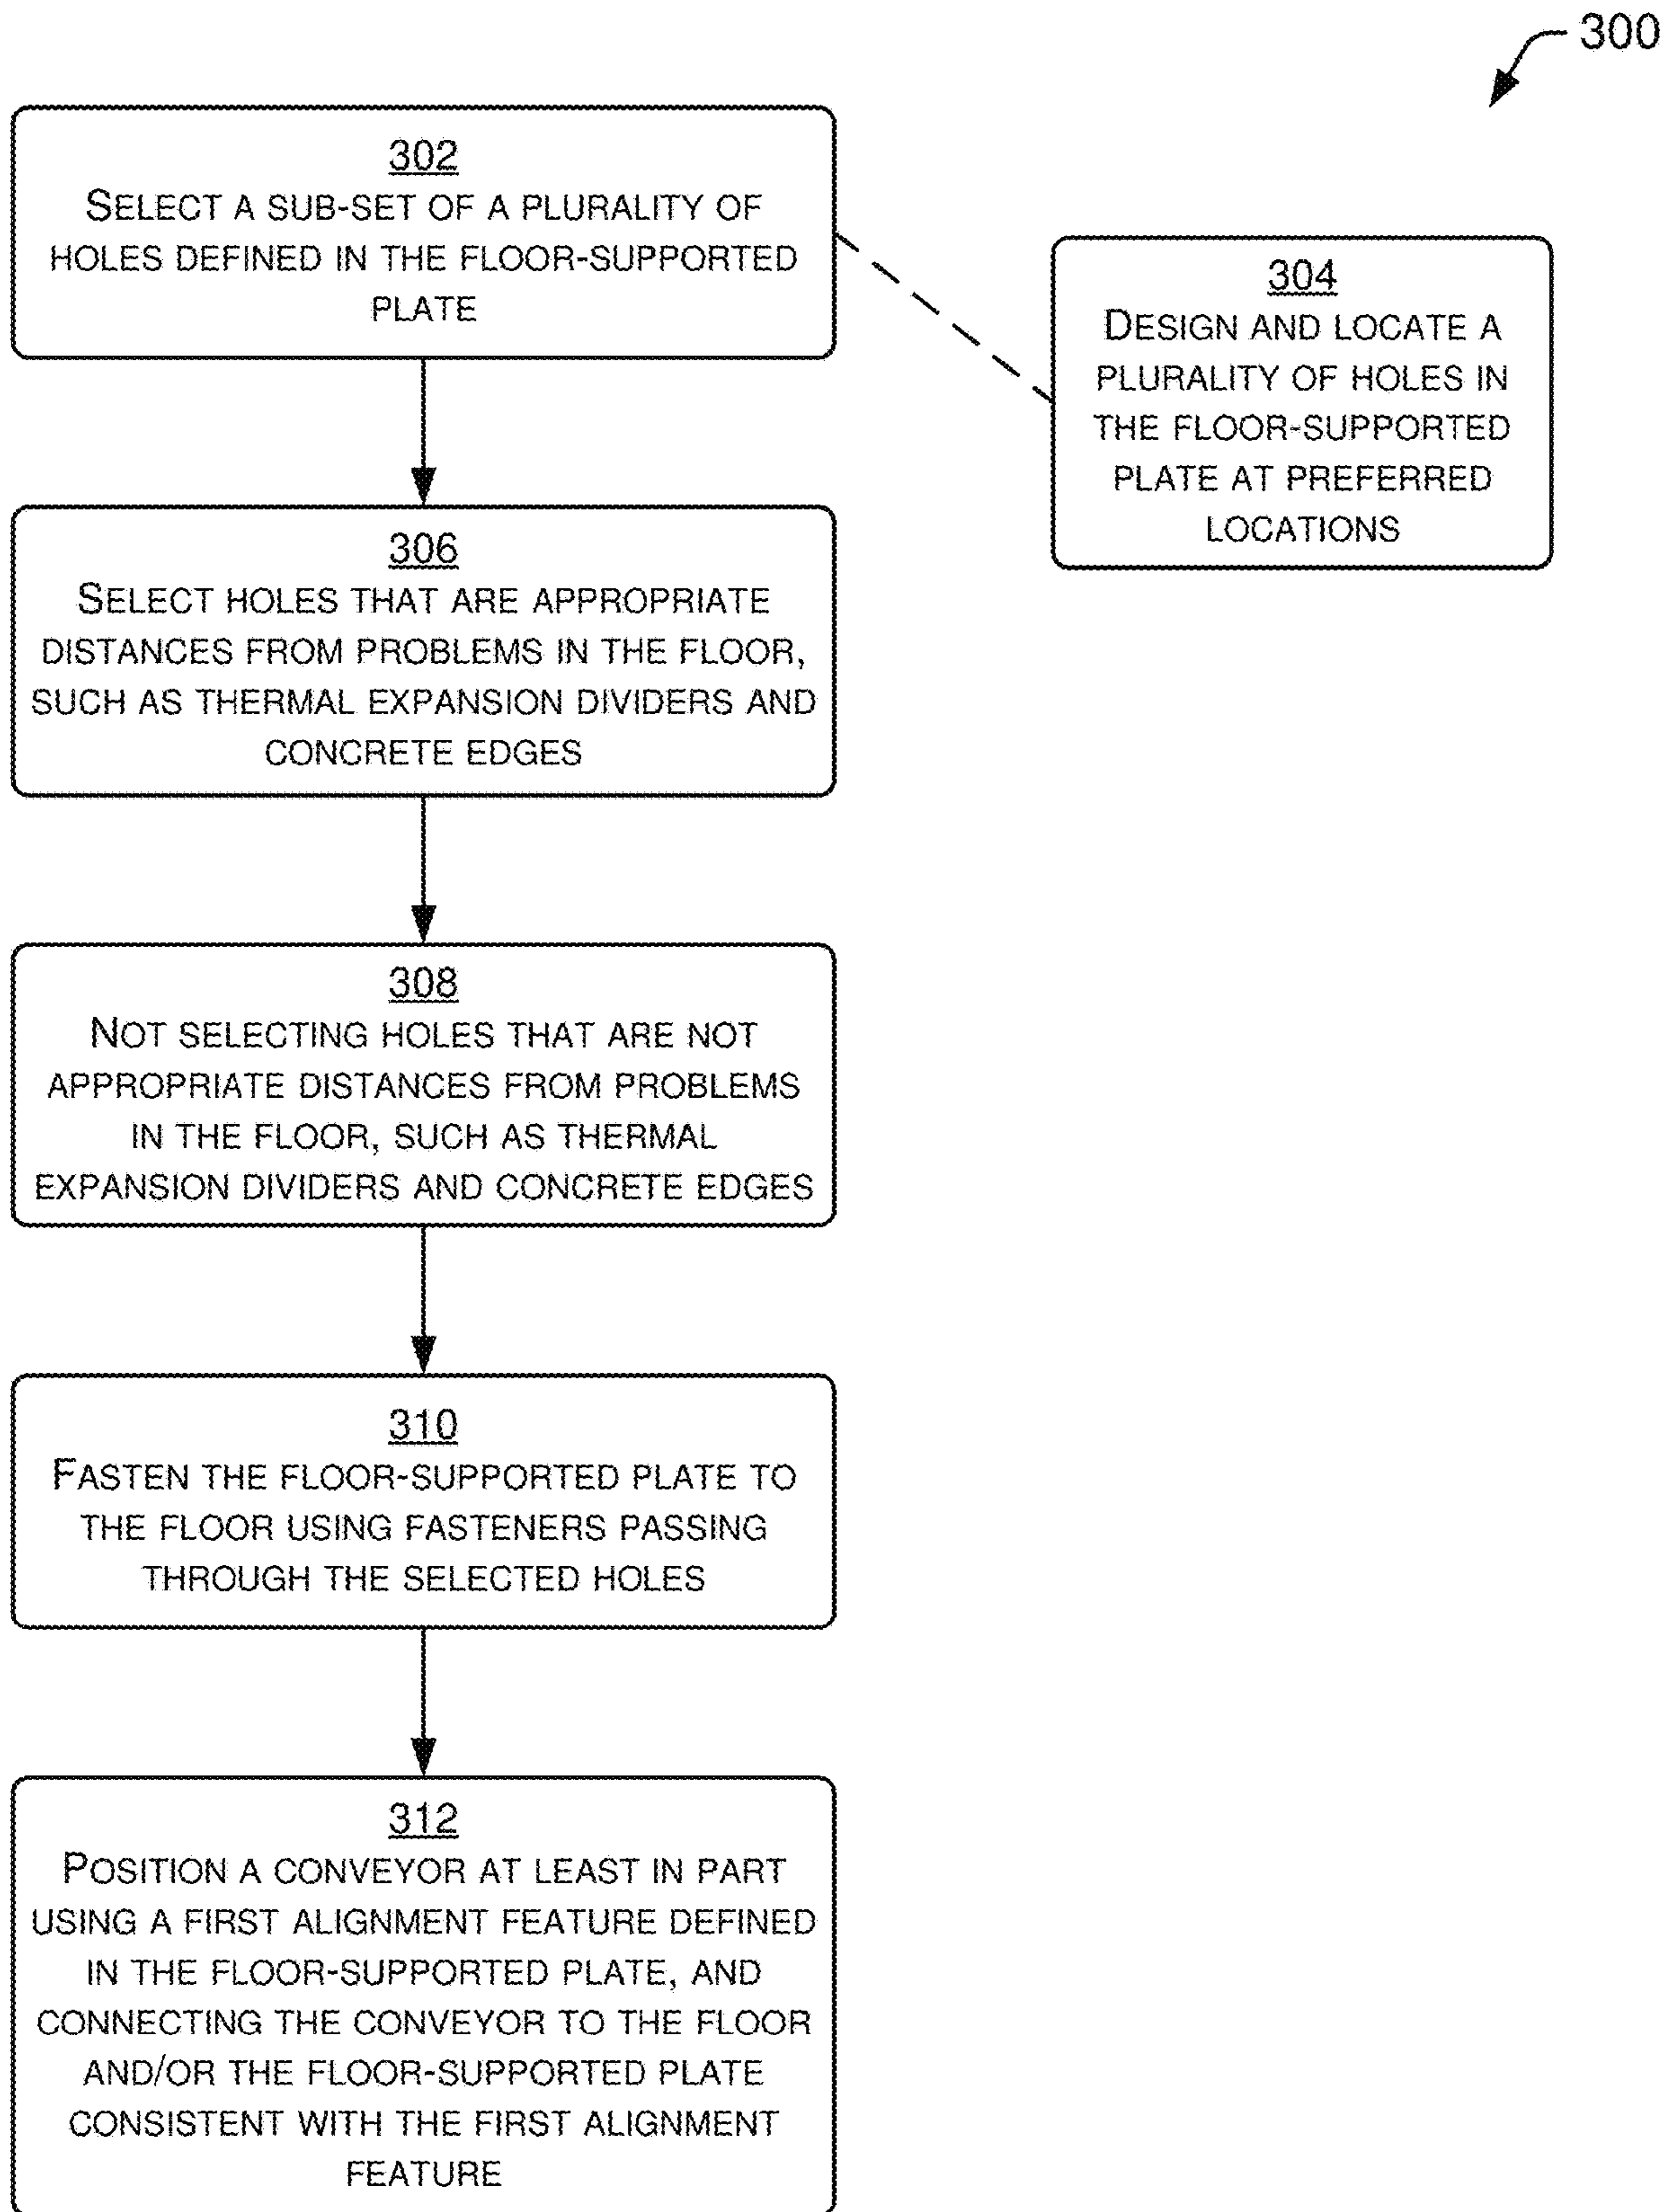 300
302
SELECT A SUB-SET OF A PLURALITY OF
HOLES DEFINED IN THE FLOOR-SUPPORTED
PLATE
304
DESIGN AND LOCATE A
PLURALITY OF HOLES IN
THE FLOOR-SUPPORTED
PLATE AT PREFERRED
LOCATIONS
306
SELECT HOLES THAT ARE APPROPRIATE
DISTANCES FROM PROBLEMS IN THE FLOOR,
SUCH AS THERMAL EXPANSION DIVIDERS AND
CONCRETE EDGES
308
NOT SELECTING HOLES THAT ARE NOT
APPROPRIATE DISTANCES FROM PROBLEMS
IN THE FLOOR, SUCH AS THERMAL
EXPANSION DIVIDERS AND CONCRETE EDGES
310
FASTEN THE FLOOR-SUPPORTED PLATE TO
THE FLOOR USING FASTENERS PASSING
THROUGH THE SELECTED HOLES
312
POSITION A CONVEYOR AT LEAST IN PART
USING A FIRST ALIGNMENT FEATURE DEFINED
IN THE FLOOR-SUPPORTED PLATE, AND
CONNECTING THE CONVEYOR TO THE FLOOR
AND/OR THE FLOOR-SUPPORTED PLATE
CONSISTENT WITH THE FIRST ALIGNMENT
FEATURE